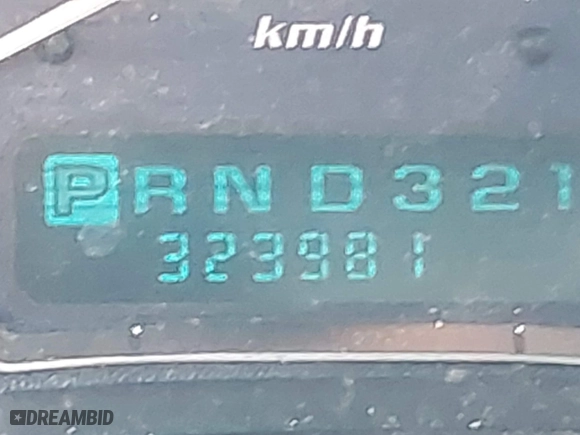 km/h
PRND321
323981
DREAMBID